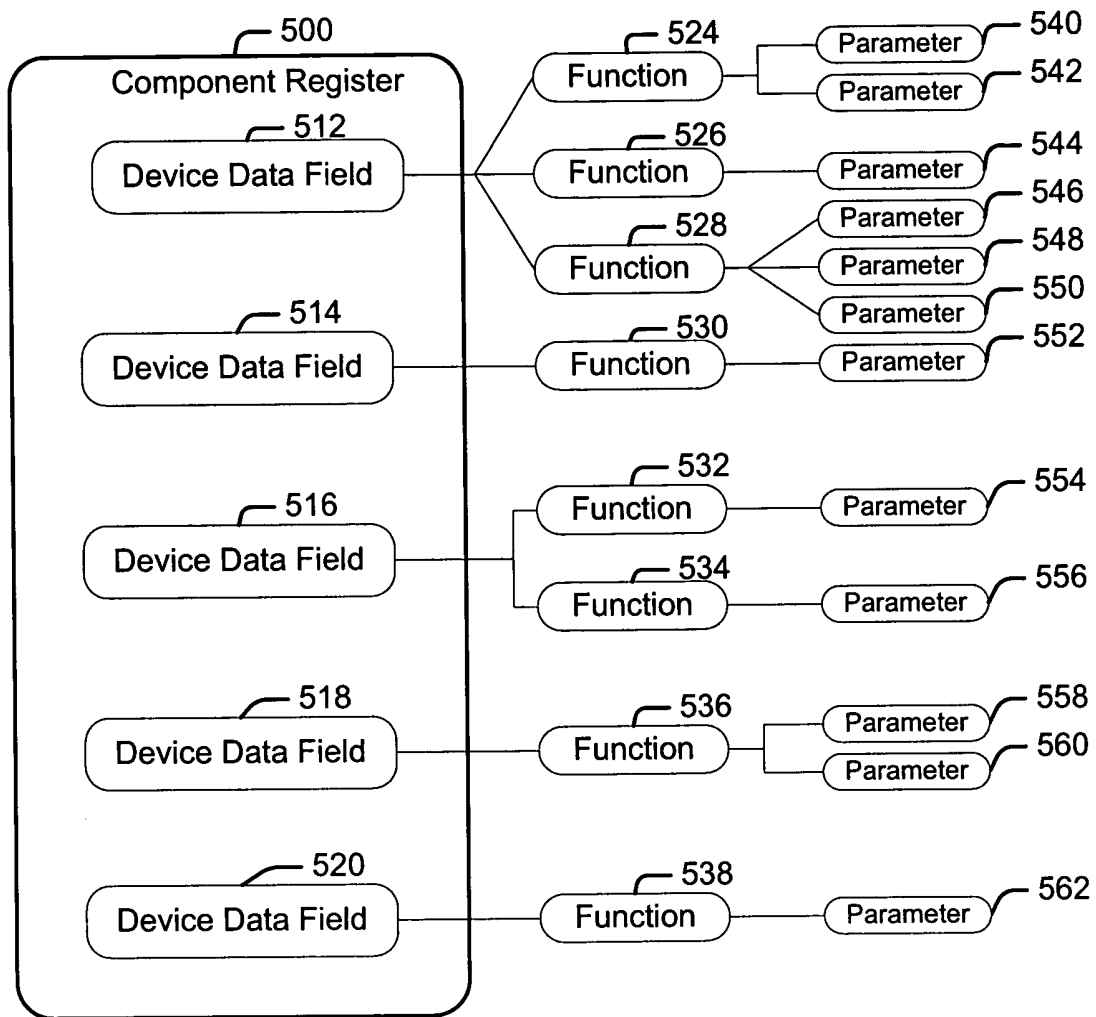 500
Component Register
512
Device Data Field
524
Function
Parameter
540
Parameter
542
526
Function
Parameter
544
528
Function
Parameter
546
Parameter
548
Parameter
550
514
Device Data Field
530
Function
Parameter
552
516
Device Data Field
532
Function
Parameter
554
534
Function
Parameter
556
518
Device Data Field
536
Function
Parameter
558
Parameter
560
520
Device Data Field
538
Function
Parameter
562